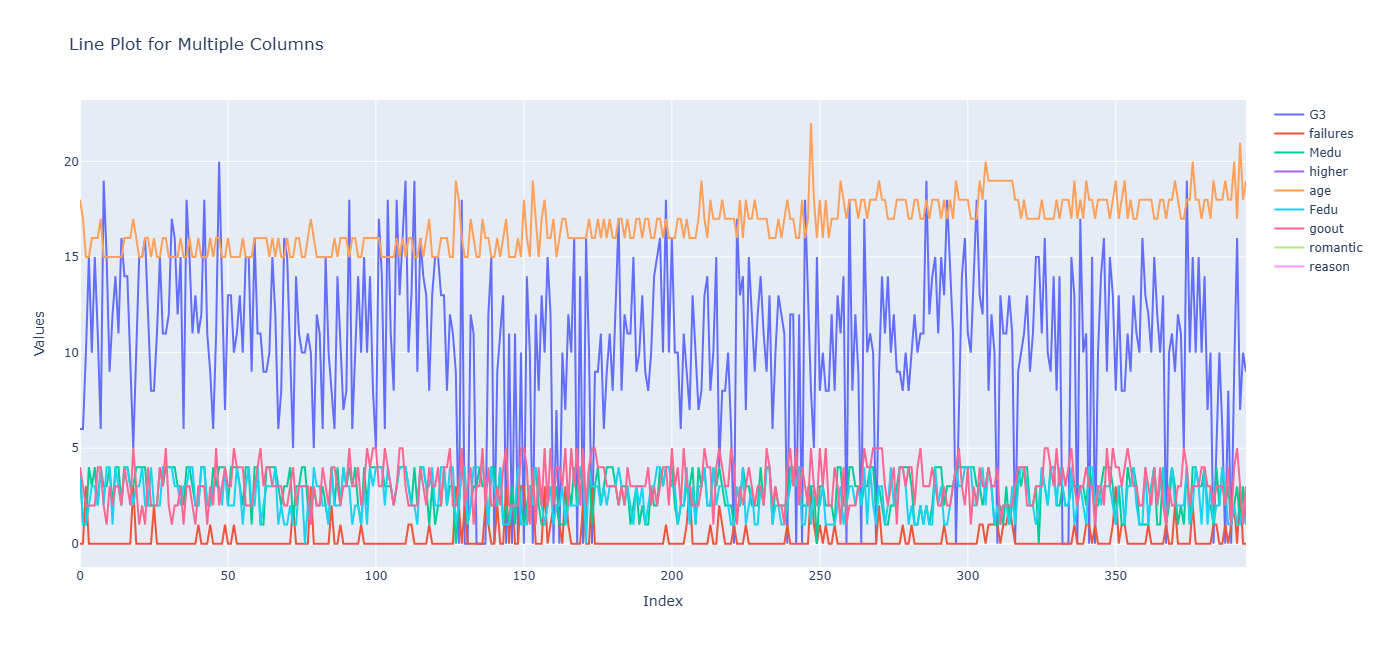 Line Plot for Multiple Columns
G3
failures
Medu
higher
age
Fedu
goout
romantic
reason
Values
20
15
10
5
0
0 50 100 150 200 250 300 350
Index